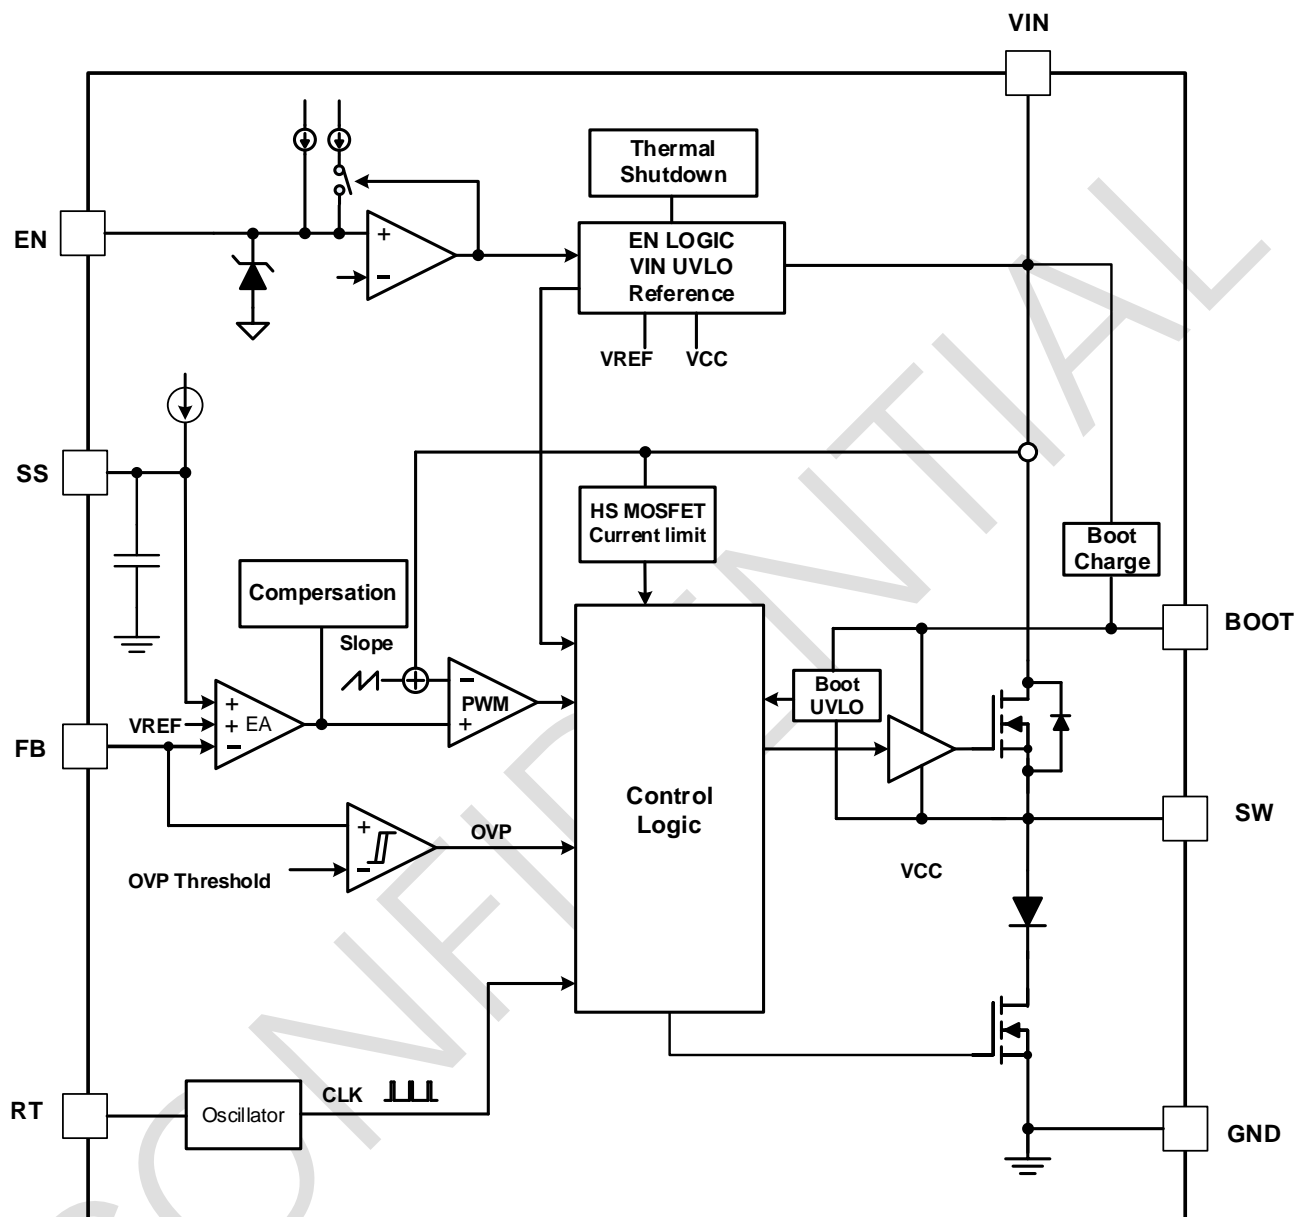 VIN
Thermal
Shutdown
EN
+
−
EN LOGIC
VIN UVLO
Reference
VREF
VCC
SS
HS MOSFET
Current limit
Boot
Charge
Compersation
Slope
BOOT
Boot
UVLO
−
PWM
+
+
VREF
+ EA
−
FB
Control
Logic
SW
+
OVP
−
OVP Threshold
VCC
RT
Oscillator
CLK
GND
CONFIDENTIAL